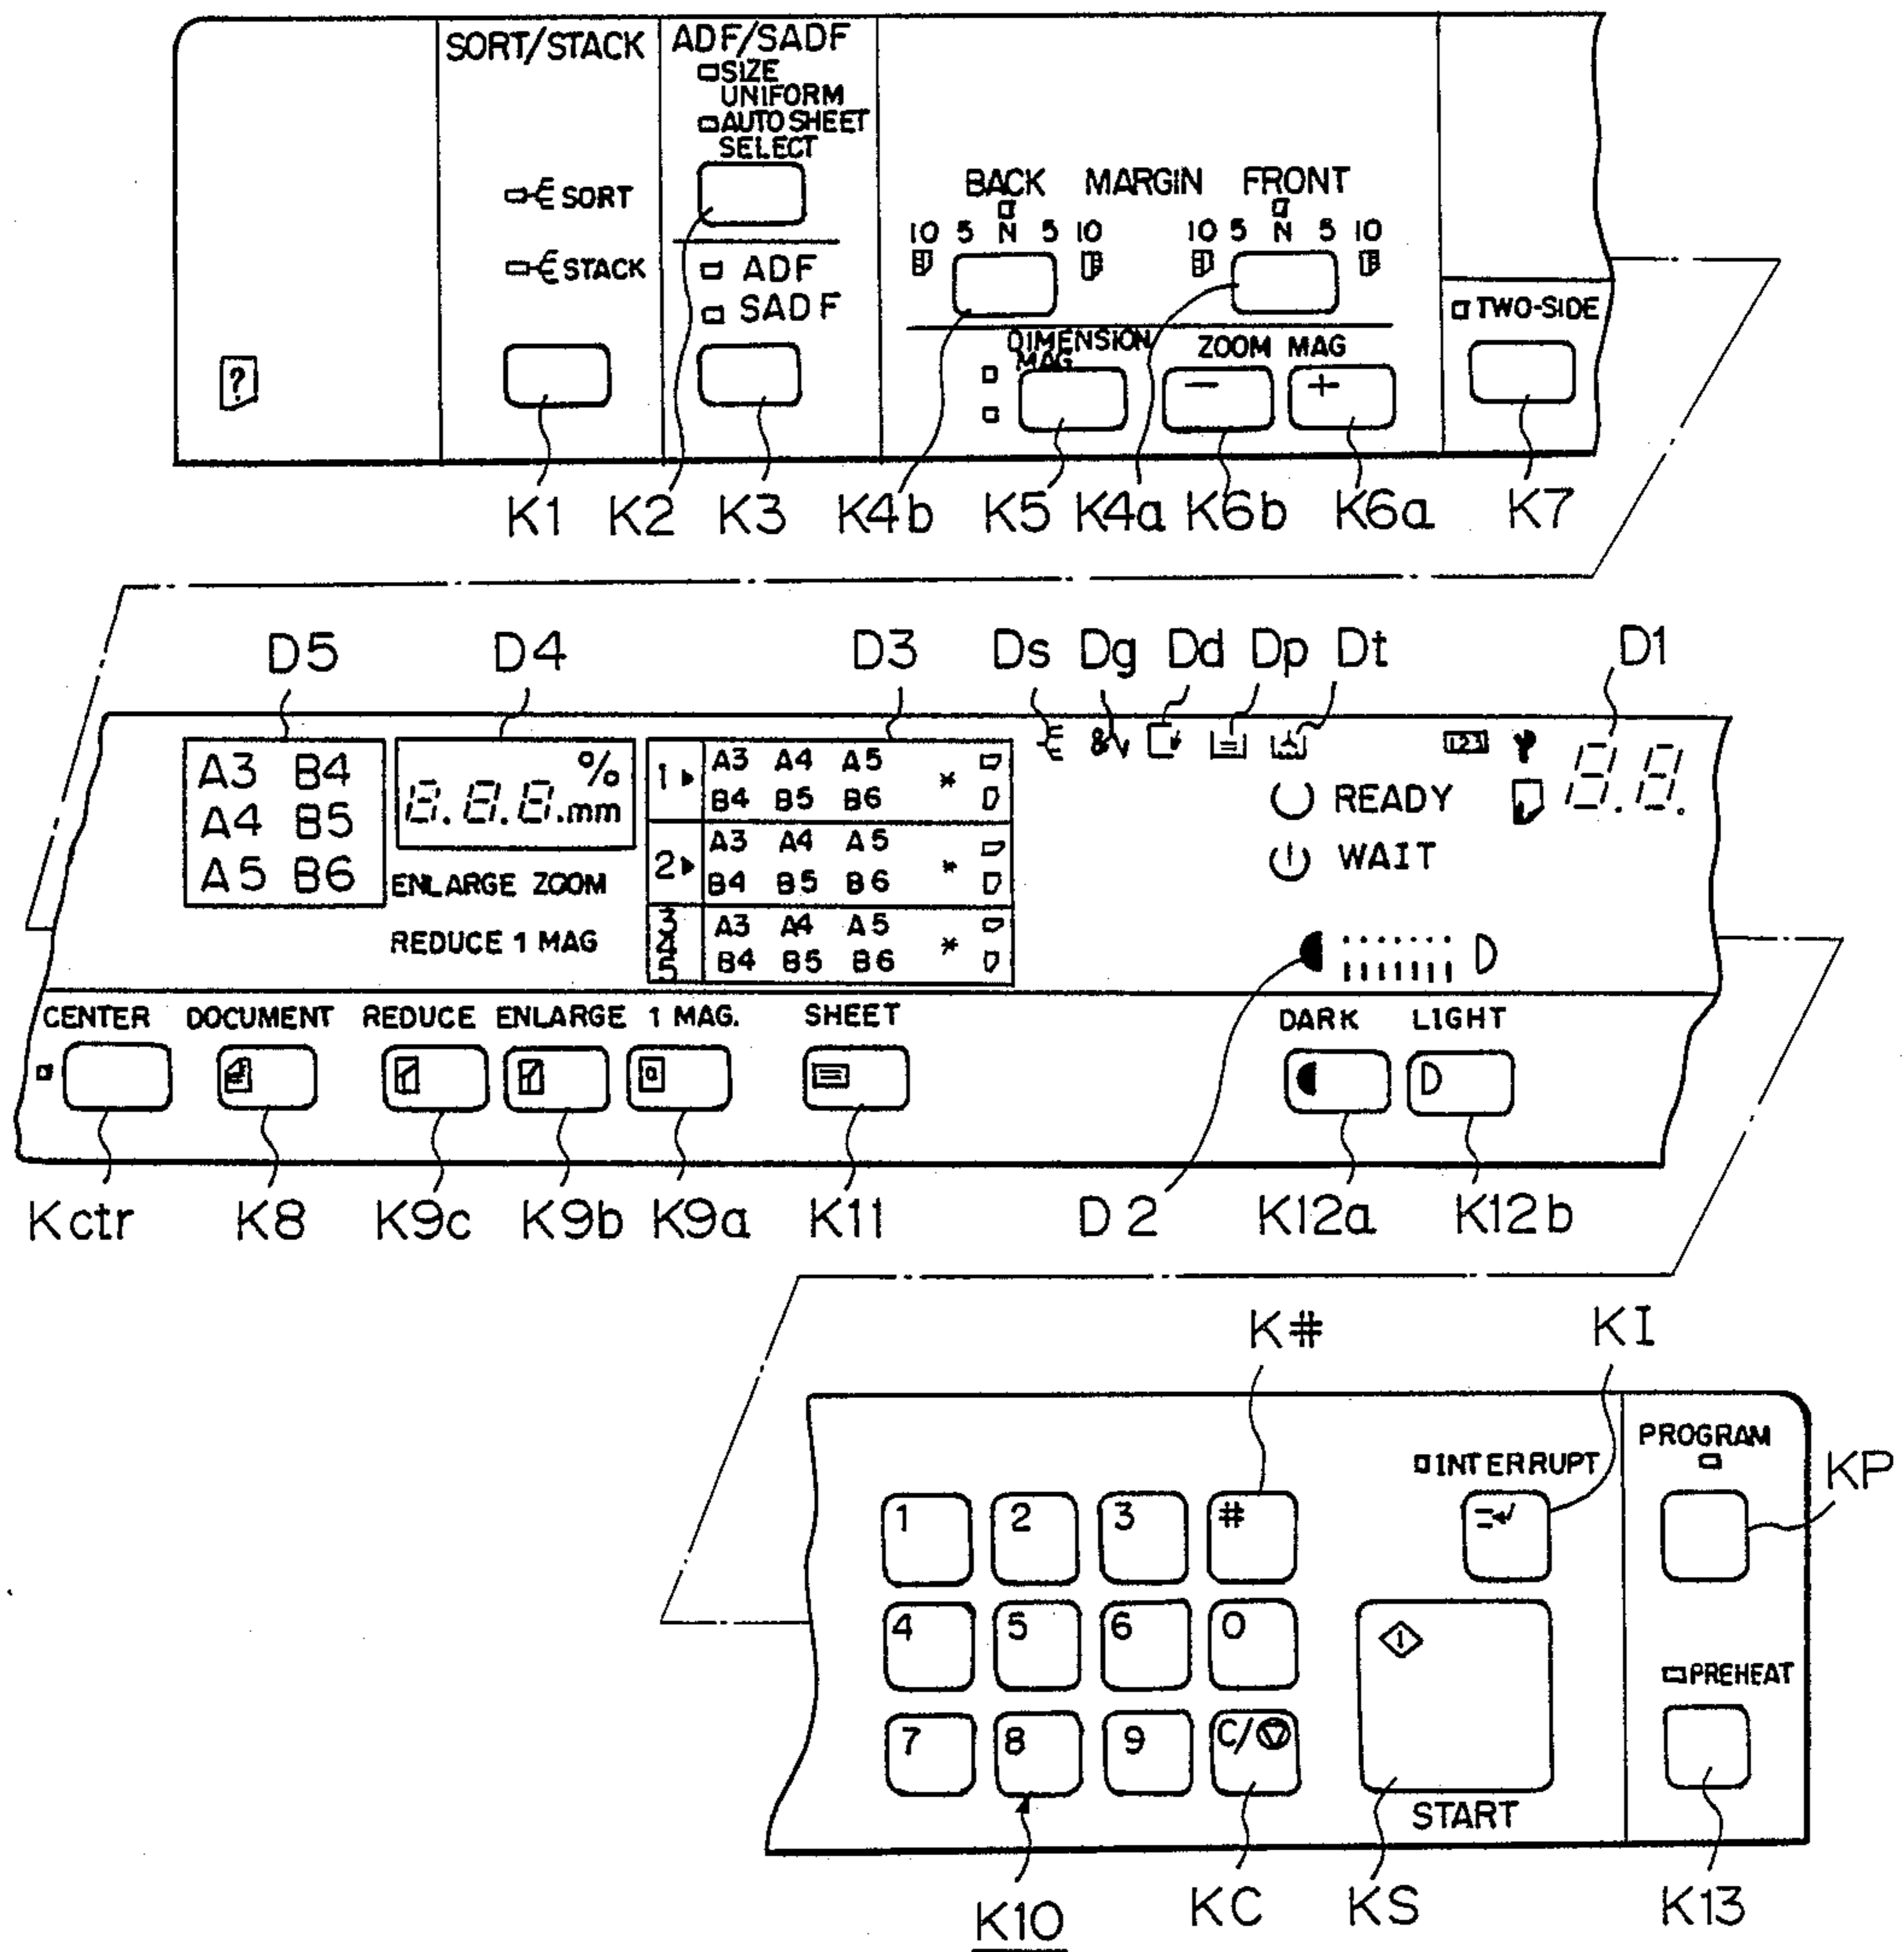 SORT/STACK
SORT
STACK
ADF/SADF
SIZE
UNIFORM
AUTO SHEET
SELECT
ADF
SADF
BACK MARGIN FRONT
10 5 N 5 10 10 5 N 5 10
DIMENSION
MAG
ZOOM MAG
− +
TWO-SIDE
?
K1 K2 K3 K4b K5 K4a K6b K6a K7
D5 D4 D3 Ds Dg Dd Dp Dt D1
A3 B4
A4 B5
A5 B6
%
8.8.8.mm
ENLARGE ZOOM
REDUCE 1 MAG
1 A3 A4 A5 *
B4 B5 B6
2 A3 A4 A5 *
B4 B5 B6
3 4 5 A3 A4 A5 *
B4 B5 B6
123
8.8.
READY
WAIT
CENTER DOCUMENT REDUCE ENLARGE 1 MAG. SHEET DARK LIGHT
Kctr K8 K9c K9b K9a K11 D2 K12a K12b
K# KI
INTERRUPT
PROGRAM
KP
1 2 3 #
4 5 6 0
7 8 9 C/
START
PREHEAT
K10 KC KS K13